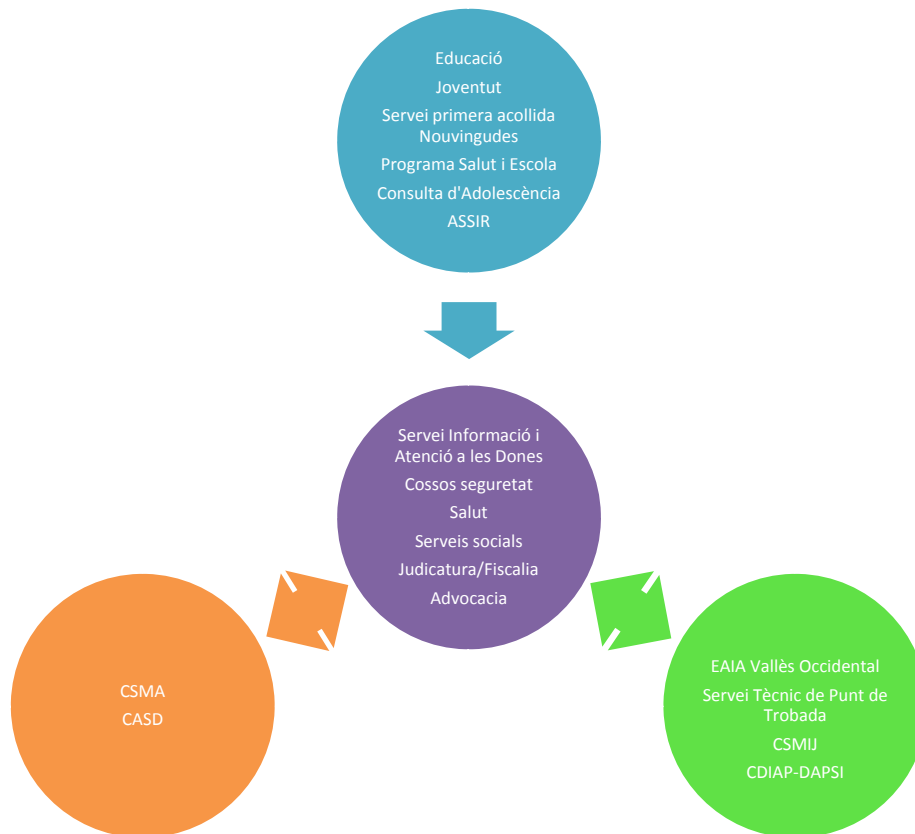 Educació
Joventut
Servei primera acollida
Nouvingudes
Programa Salut i Escola
Consulta d'Adolescència
ASSIR
Servei Informació i
Atenció a les Dones
Cossos seguretat
Salut
Serveis socials
Judicatura/Fiscalia
Advocacia
CSMA
CASD
EAIA Vallès Occidental
Servei Tècnic de Punt de
Trobada
CSMIJ
CDIAP-DAPSI